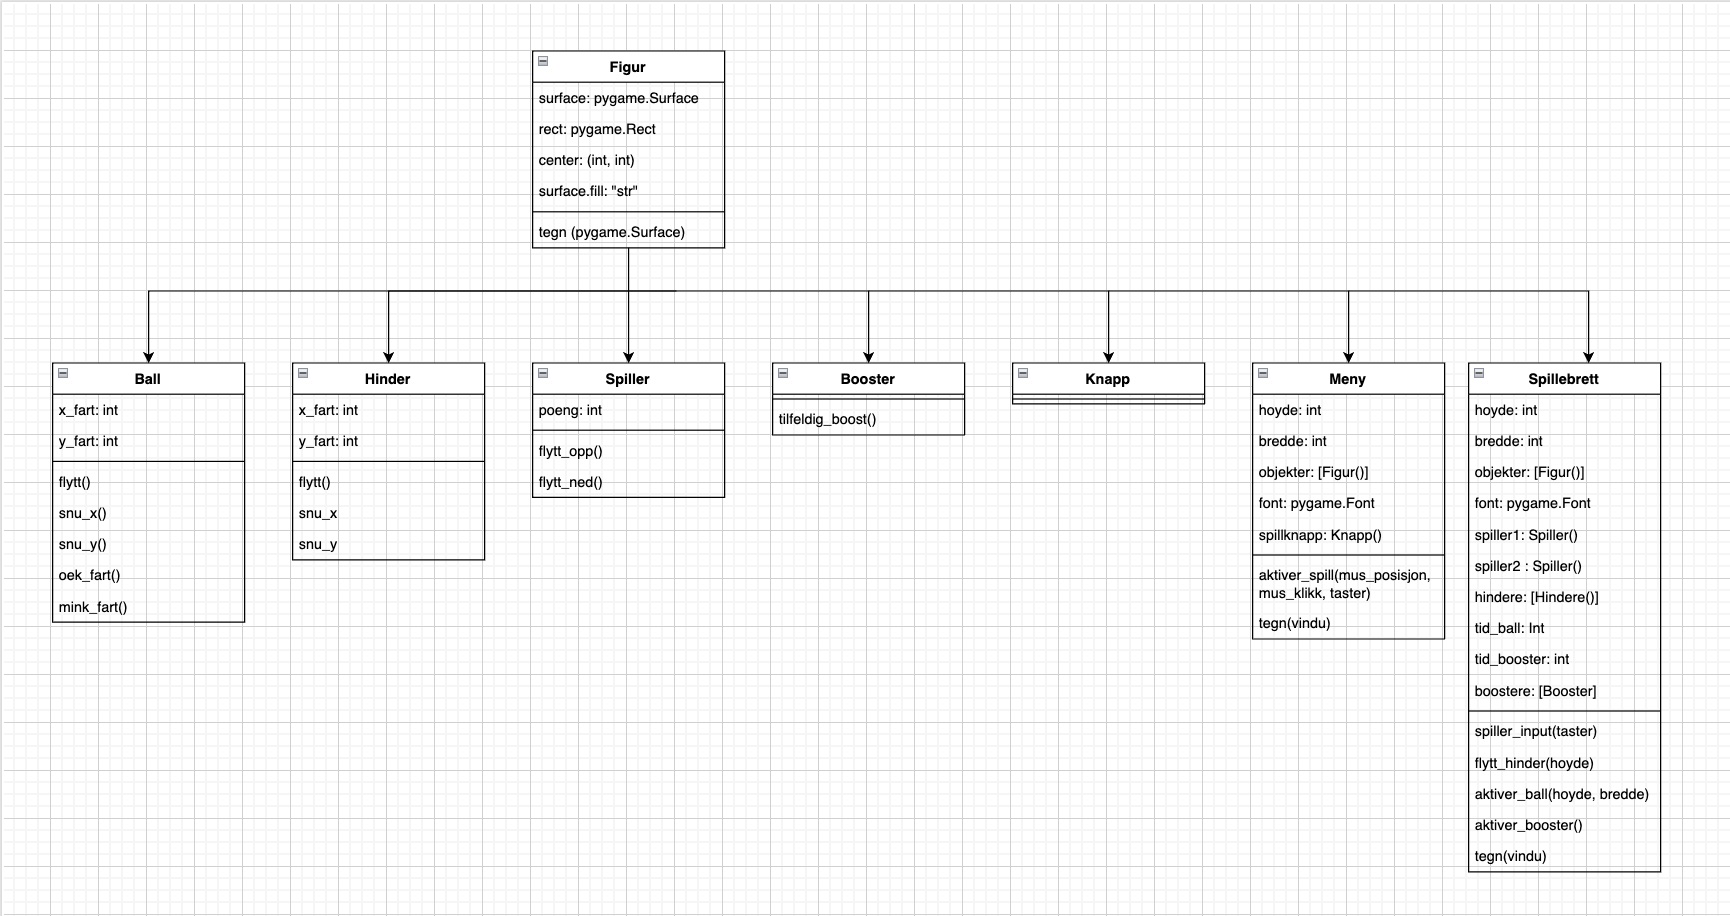 Figur
surface: pygame.Surface
rect: pygame.Rect
center: (int, int)
surface.fill: "str"
tegn (pygame.Surface)
Ball
x_fart: int
y_fart: int
flytt()
snu_x()
snu_y()
oek_fart()
mink_fart()
Hinder
x_fart: int
y_fart: int
flytt()
snu_x
snu_y
Spiller
poeng: int
flytt_opp()
flytt_ned()
Booster
tilfeldig_boost()
Knapp
Meny
hoyde: int
bredde: int
objekter: [Figur()]
font: pygame.Font
spillknapp: Knapp()
aktiver_spill(mus_posisjon,
mus_klikk, taster)
tegn(vindu)
Spillebrett
hoyde: int
bredde: int
objekter: [Figur()]
font: pygame.Font
spiller1: Spiller()
spiller2 : Spiller()
hindere: [Hindere()]
tid_ball: Int
tid_booster: int
boostere: [Booster]
spiller_input(taster)
flytt_hinder(hoyde)
aktiver_ball(hoyde, bredde)
aktiver_booster()
tegn(vindu)